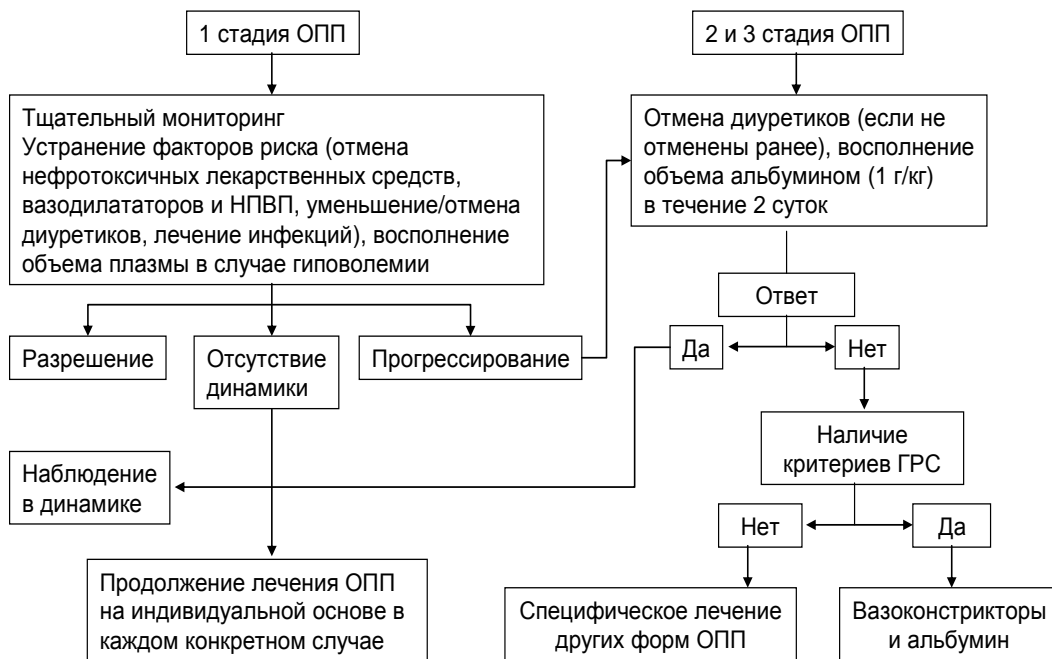 1 стадия ОПП
2 и 3 стадия ОПП
Тщательный мониторинг
Устранение факторов риска (отмена
нефротоксичных лекарственных средств,
вазодилататоров и НПВП, уменьшение/отмена
диуретиков, лечение инфекций), восполнение
объема плазмы в случае гиповолемии
Отмена диуретиков (если не
отменены ранее), восполнение
объема альбумином (1 г/кг)
в течение 2 суток
Ответ
Разрешение
Отсутствие
динамики
Прогрессирование
Да
Нет
Наличие
критериев ГРС
Наблюдение
в динамике
Нет
Да
Продолжение лечения ОПП
на индивидуальной основе в
каждом конкретном случае
Специфическое лечение
других форм ОПП
Вазоконстрикторы
и альбумин